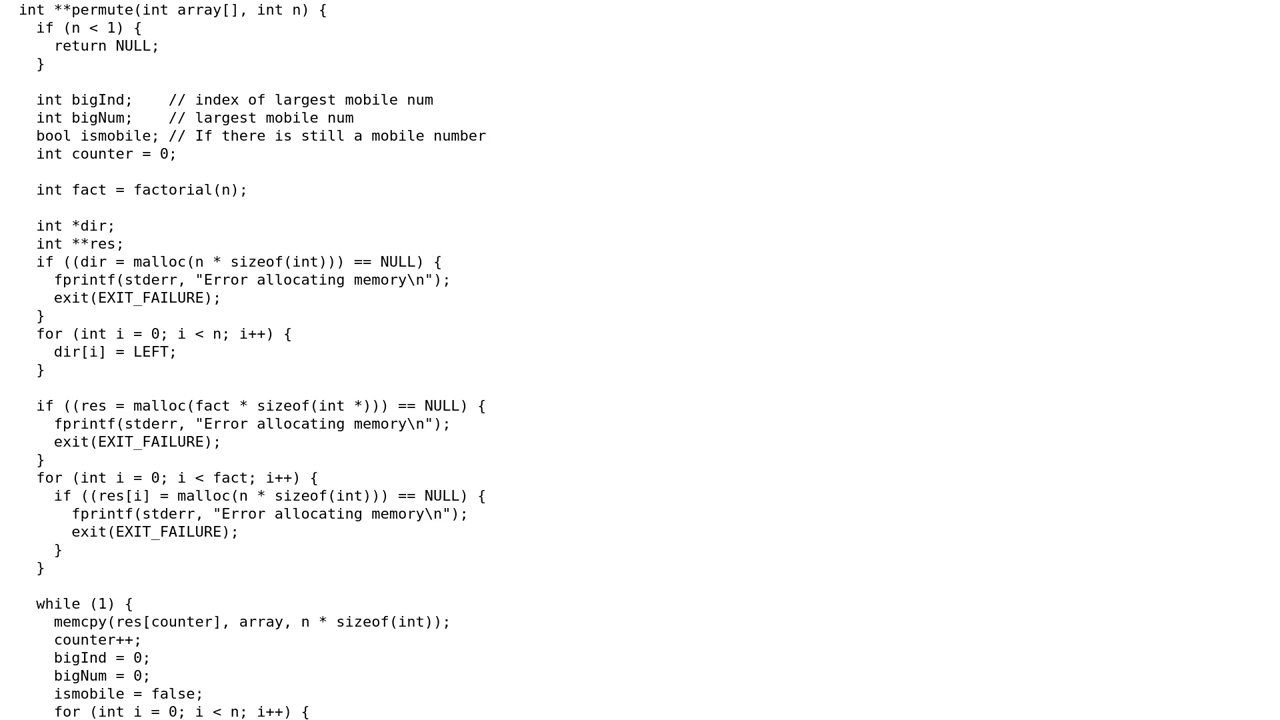 int **permute(int array[], int n) {
  if (n < 1) {
    return NULL;
  }

  int bigInd;    // index of largest mobile num
  int bigNum;    // largest mobile num
  bool ismobile; // If there is still a mobile number
  int counter = 0;

  int fact = factorial(n);

  int *dir;
  int **res;
  if ((dir = malloc(n * sizeof(int))) == NULL) {
    fprintf(stderr, "Error allocating memory\n");
    exit(EXIT_FAILURE);
  }
  for (int i = 0; i < n; i++) {
    dir[i] = LEFT;
  }

  if ((res = malloc(fact * sizeof(int *))) == NULL) {
    fprintf(stderr, "Error allocating memory\n");
    exit(EXIT_FAILURE);
  }
  for (int i = 0; i < fact; i++) {
    if ((res[i] = malloc(n * sizeof(int))) == NULL) {
      fprintf(stderr, "Error allocating memory\n");
      exit(EXIT_FAILURE);
    }
  }

  while (1) {
    memcpy(res[counter], array, n * sizeof(int));
    counter++;
    bigInd = 0;
    bigNum = 0;
    ismobile = false;
    for (int i = 0; i < n; i++) {